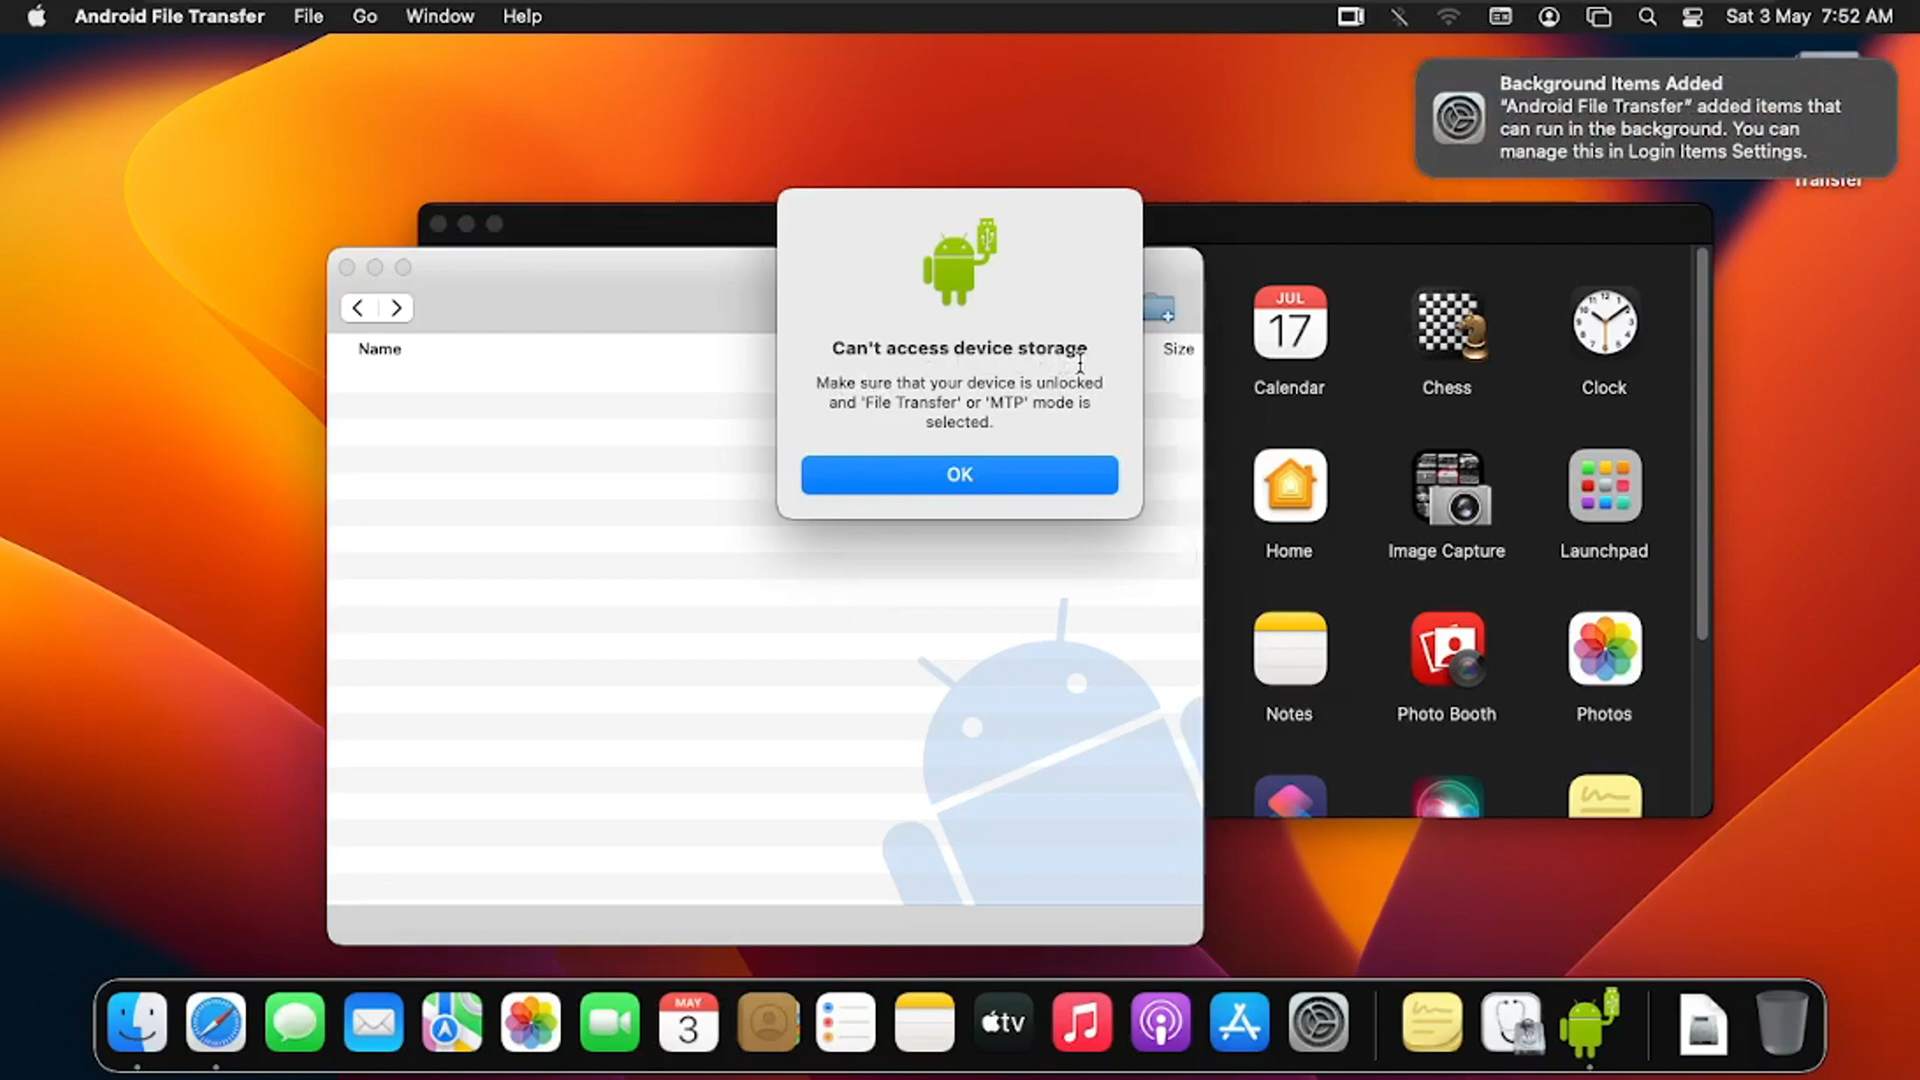 Android File Transfer File Go Window Help Sat 3 May 7:52 AM
Background Items Added
"Android File Transfer" added items that
can run in the background. You can
manage this in Login Items Settings.
Transfer
Can't access device storage
Make sure that your device is unlocked
and 'File Transfer' or 'MTP' mode is
selected.
OK
Name Size
JUL
17
Calendar Chess Clock
Home Image Capture Launchpad
Notes Photo Booth Photos
MAY
3
tv